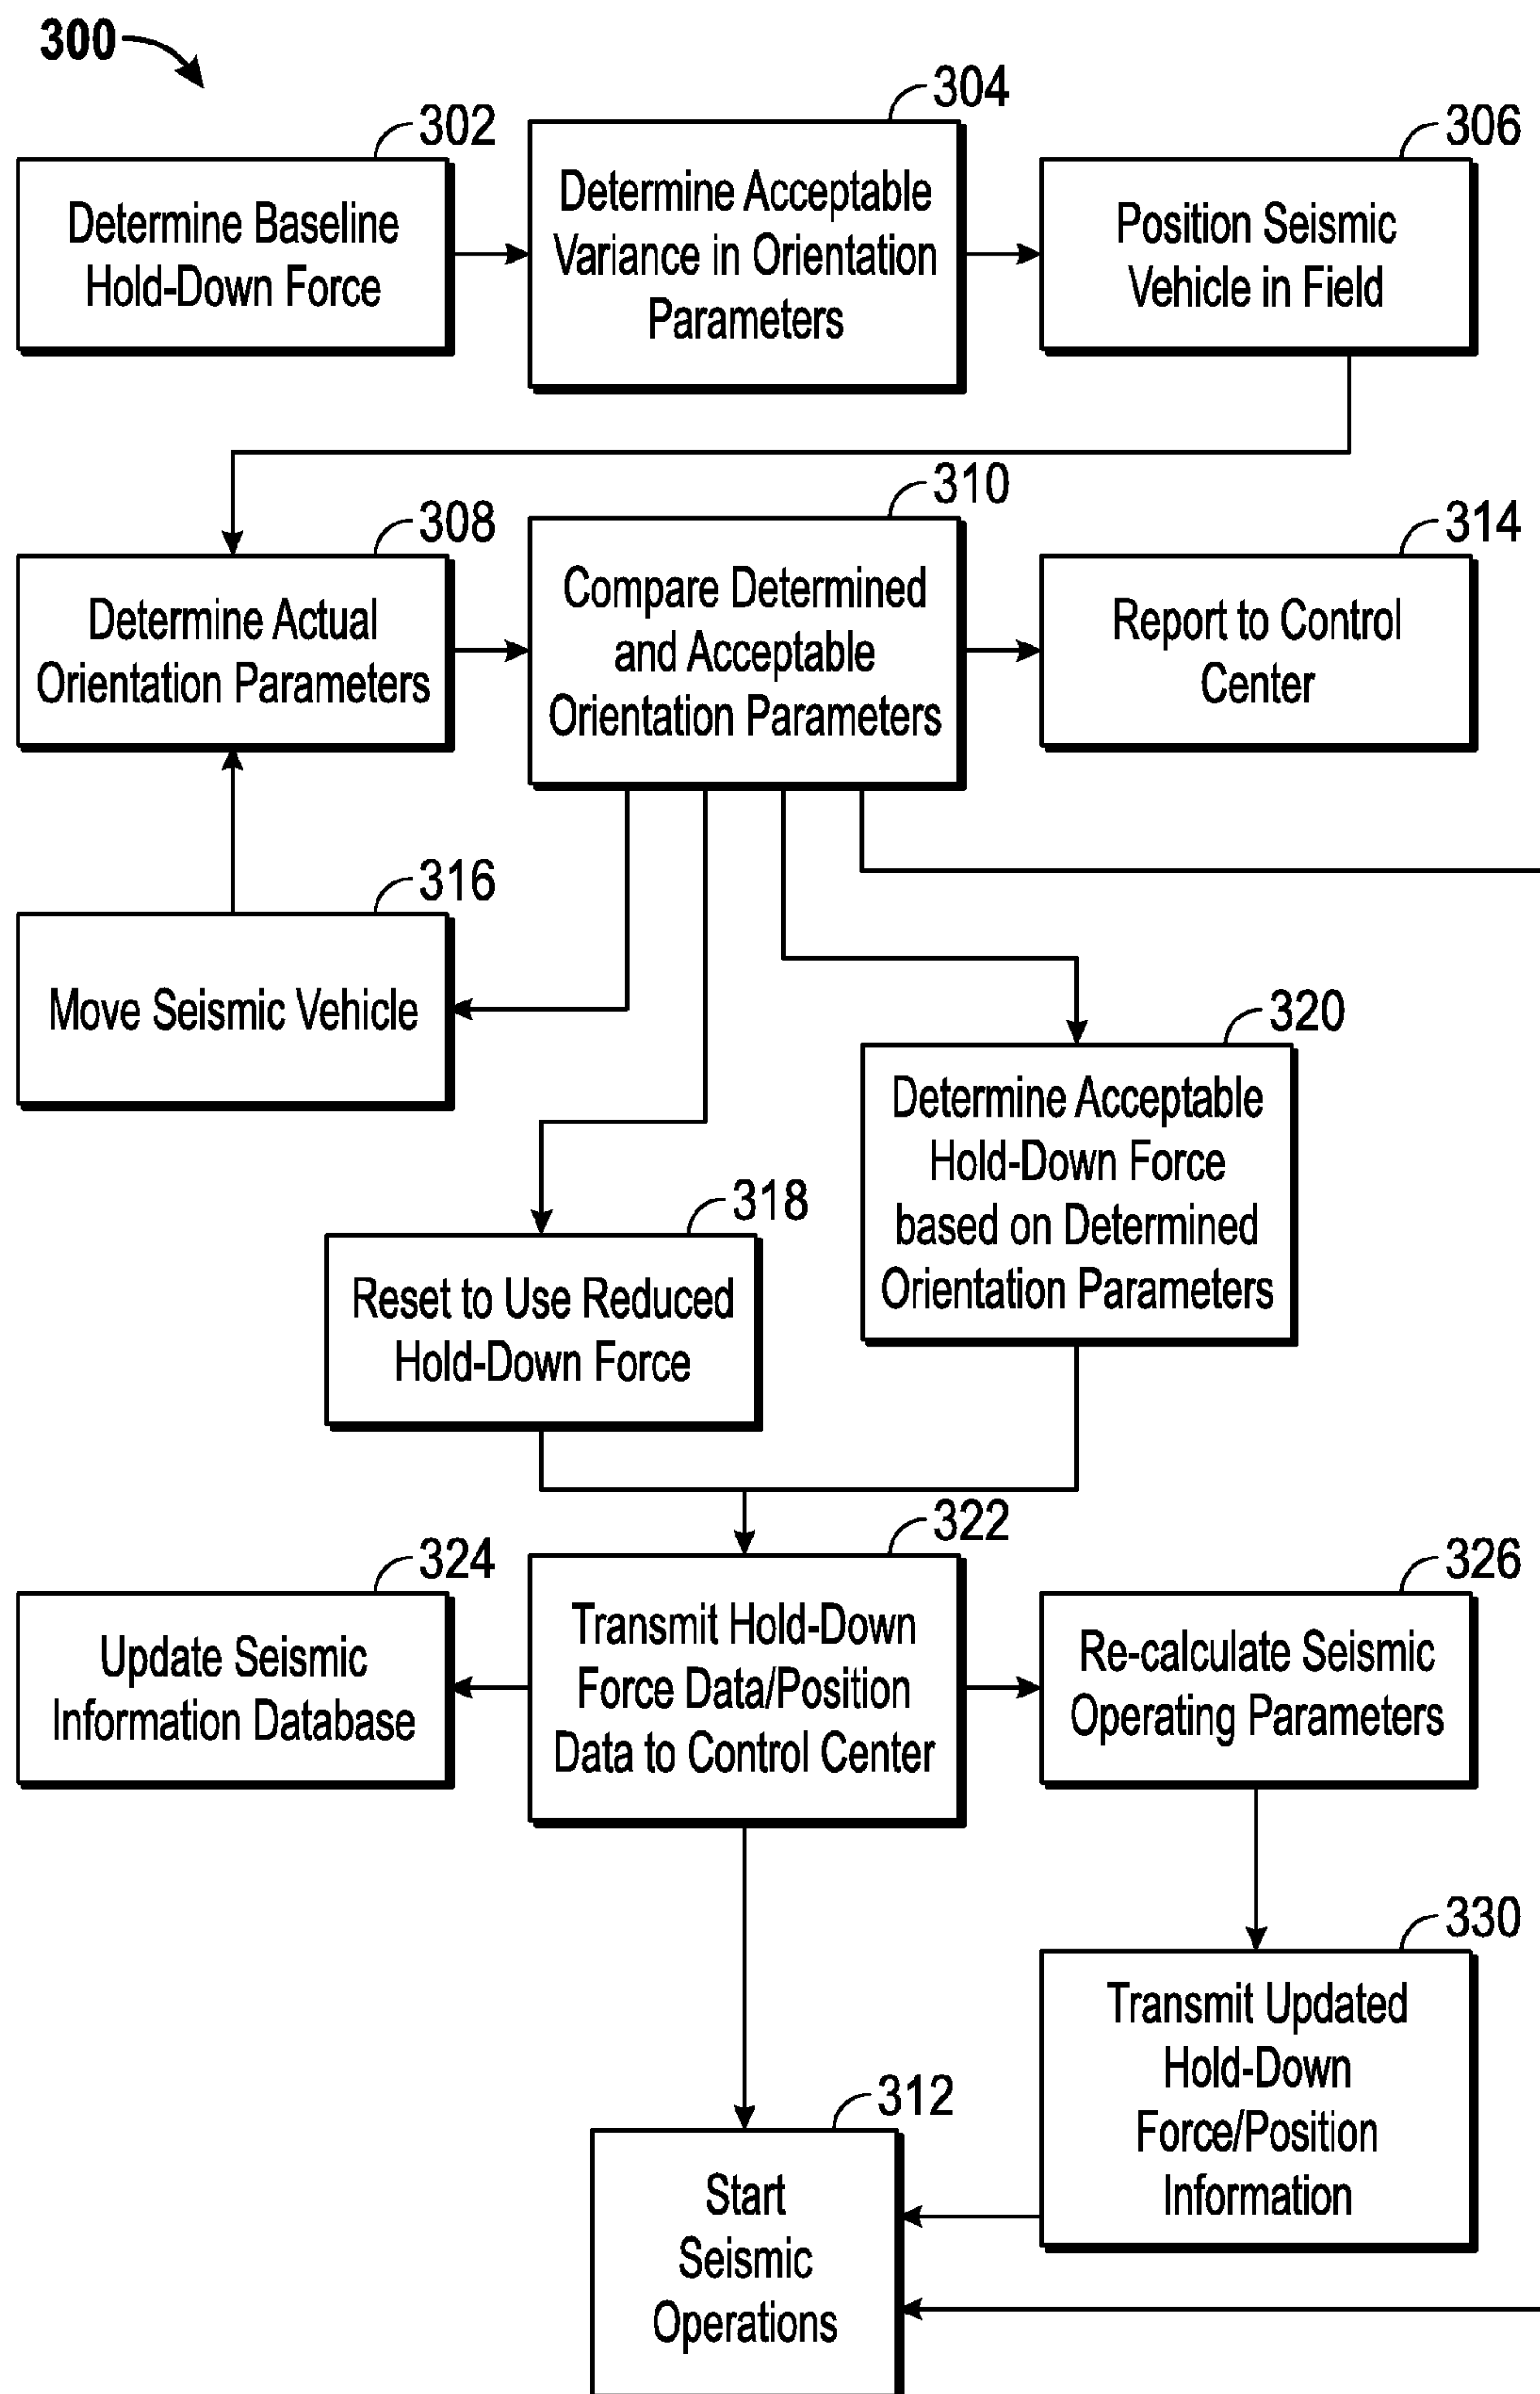 300
302
Determine Baseline
Hold-Down Force
304
Determine Acceptable
Variance in Orientation
Parameters
306
Position Seismic
Vehicle in Field
308
Determine Actual
Orientation Parameters
310
Compare Determined
and Acceptable
Orientation Parameters
314
Report to Control
Center
316
Move Seismic Vehicle
320
Determine Acceptable
Hold-Down Force
based on Determined
Orientation Parameters
318
Reset to Use Reduced
Hold-Down Force
324
Update Seismic
Information Database
322
Transmit Hold-Down
Force Data/Position
Data to Control Center
326
Re-calculate Seismic
Operating Parameters
330
Transmit Updated
Hold-Down
Force/Position
Information
312
Start
Seismic
Operations